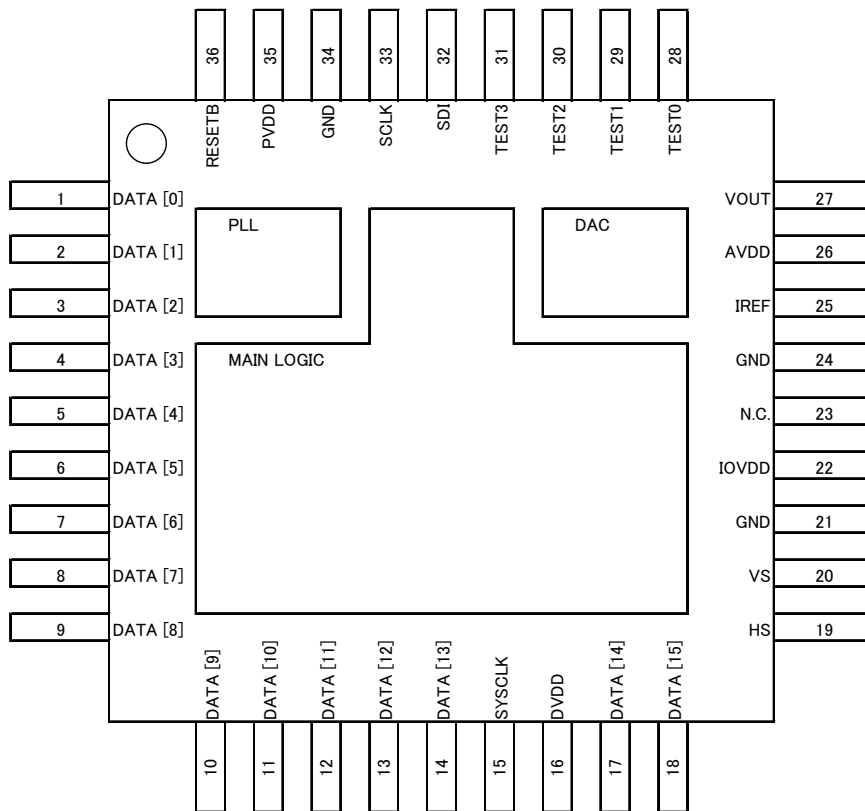 36 35 34 33 32 31 30 29 28
RESETB PVDD GND SCLK SDI TEST3 TEST2 TEST1 TEST0
1 DATA [0] VOUT 27
PLL DAC
2 DATA [1] AVDD 26
3 DATA [2] IREF 25
4 DATA [3] MAIN LOGIC GND 24
5 DATA [4] N.C. 23
6 DATA [5] IOVDD 22
7 DATA [6] GND 21
8 DATA [7] VS 20
9 DATA [8] HS 19
DATA [9] DATA [10] DATA [11] DATA [12] DATA [13] SYSCLK DVDD DATA [14] DATA [15]
10 11 12 13 14 15 16 17 18